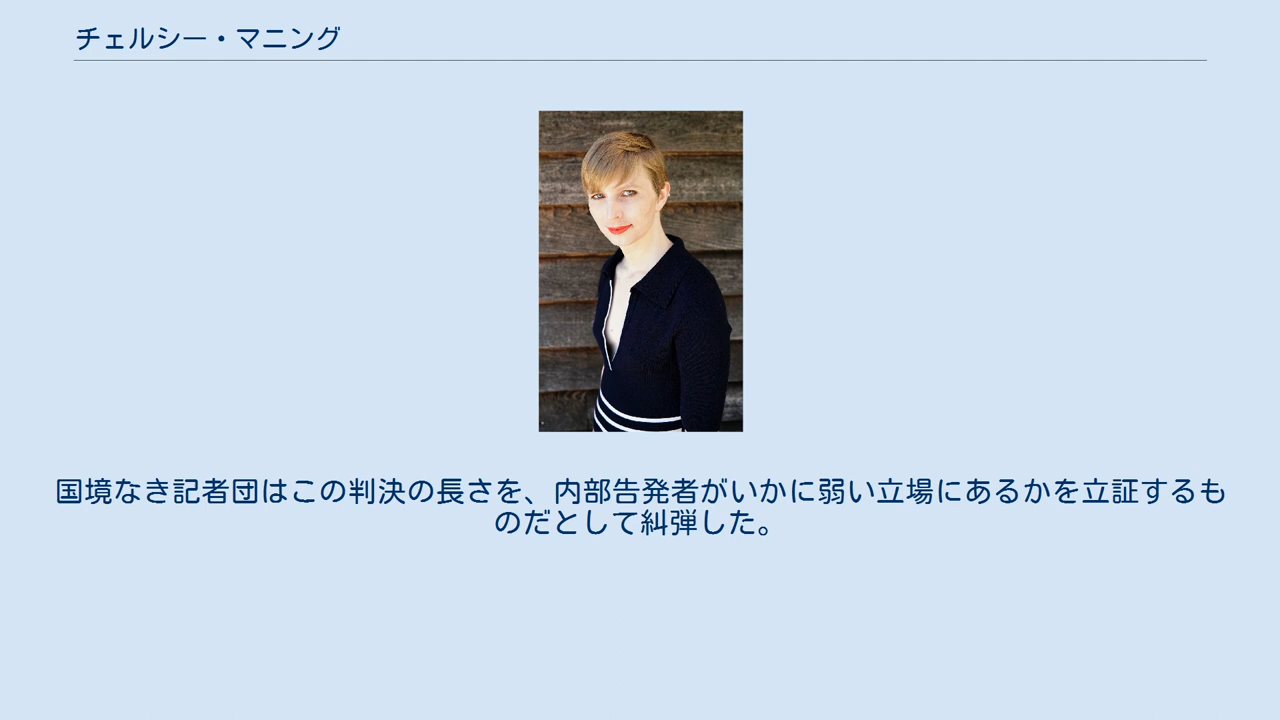 チェルシー・マニング
国境なき記者団はこの判決の長さを、内部告発者がいかに弱い立場にあるかを立証するも
のだとして糾弾した。